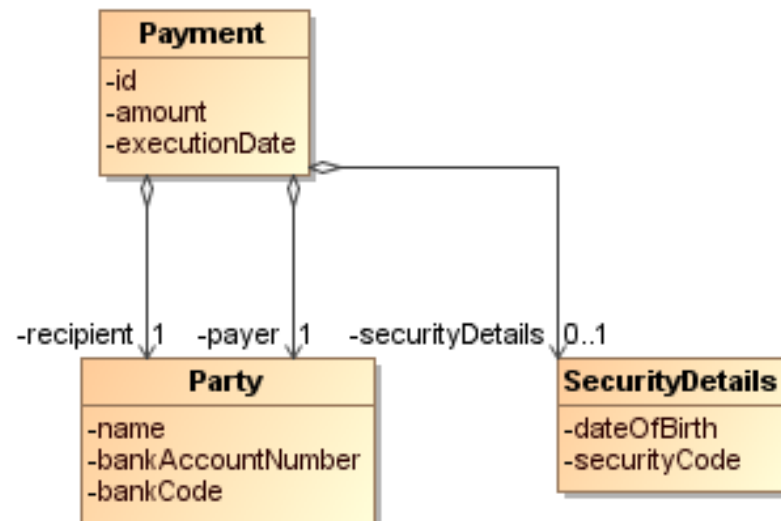 Payment
-id
-amount
-executionDate
-recipient 1 -payer 1 -securityDetails 0..1
Party
-name
-bankAccountNumber
-bankCode
SecurityDetails
-dateOfBirth
-securityCode